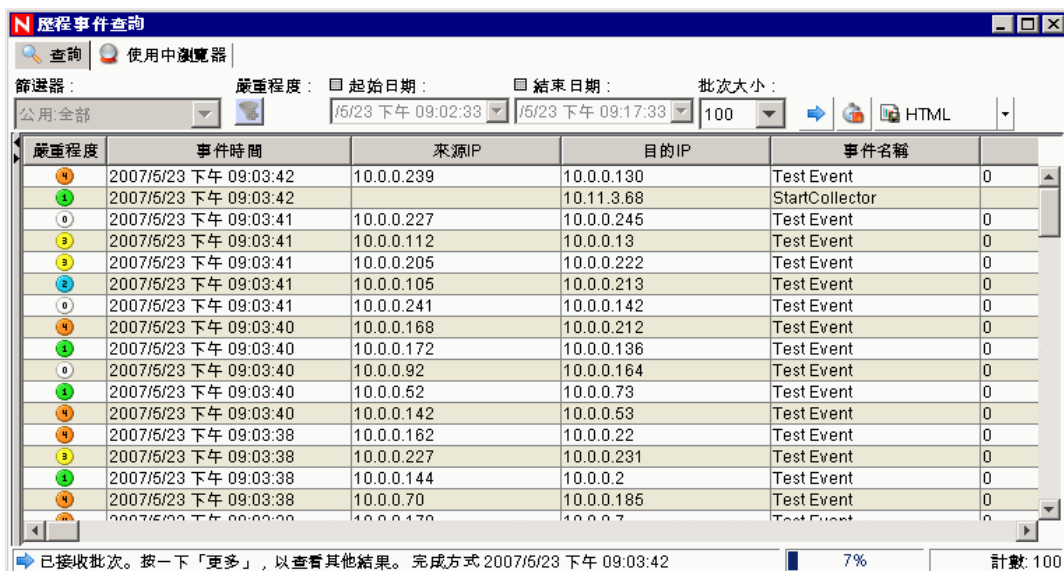 N 歷程事件查詢
查詢 使用中瀏覽器
篩選器： 嚴重程度： 起始日期： 結束日期： 批次大小：
公用:全部 /5/23 下午 09:02:33 /5/23 下午 09:17:33 100 HTML
嚴重程度 事件時間 來源IP 目的IP 事件名稱
4 2007/5/23 下午 09:03:42 10.0.0.239 10.0.0.130 Test Event 0
1 2007/5/23 下午 09:03:42 10.11.3.68 StartCollector
0 2007/5/23 下午 09:03:41 10.0.0.227 10.0.0.245 Test Event 0
3 2007/5/23 下午 09:03:41 10.0.0.112 10.0.0.13 Test Event 0
3 2007/5/23 下午 09:03:41 10.0.0.205 10.0.0.222 Test Event 0
2 2007/5/23 下午 09:03:41 10.0.0.105 10.0.0.213 Test Event 0
0 2007/5/23 下午 09:03:41 10.0.0.241 10.0.0.142 Test Event 0
4 2007/5/23 下午 09:03:40 10.0.0.168 10.0.0.212 Test Event 0
1 2007/5/23 下午 09:03:40 10.0.0.172 10.0.0.136 Test Event 0
0 2007/5/23 下午 09:03:40 10.0.0.92 10.0.0.164 Test Event 0
1 2007/5/23 下午 09:03:40 10.0.0.52 10.0.0.73 Test Event 0
4 2007/5/23 下午 09:03:40 10.0.0.142 10.0.0.53 Test Event 0
4 2007/5/23 下午 09:03:38 10.0.0.162 10.0.0.22 Test Event 0
3 2007/5/23 下午 09:03:38 10.0.0.227 10.0.0.231 Test Event 0
1 2007/5/23 下午 09:03:38 10.0.0.144 10.0.0.2 Test Event 0
4 2007/5/23 下午 09:03:38 10.0.0.70 10.0.0.185 Test Event 0
已接收批次。按一下「更多」，以查看其他結果。 完成方式 2007/5/23 下午 09:03:42 7% 計數: 100